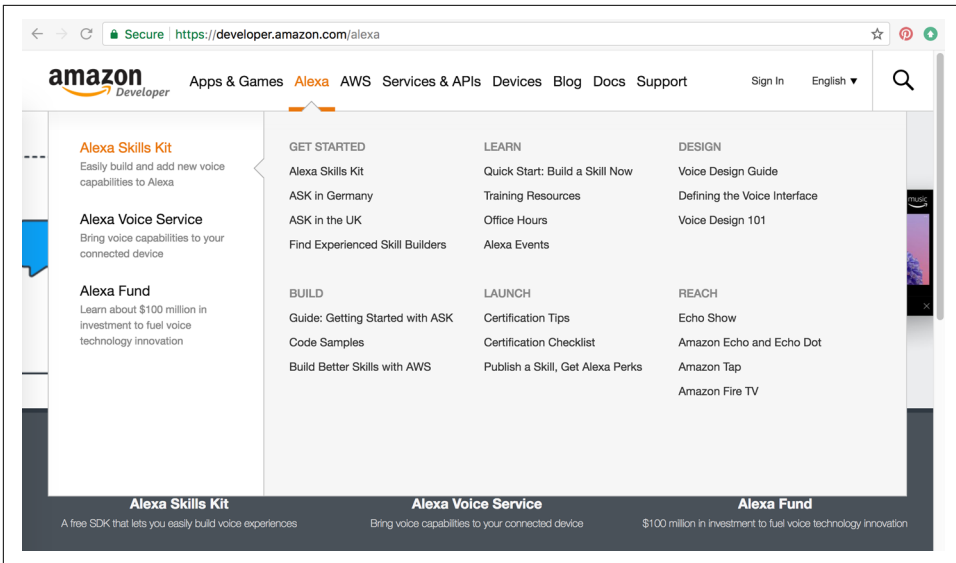 Secure https://developer.amazon.com/alexa
amazon
Developer
Apps & Games Alexa AWS Services & APIs Devices Blog Docs Support
Sign In English ▼
Alexa Skills Kit
Easily build and add new voice
capabilities to Alexa
Alexa Voice Service
Bring voice capabilities to your
connected device
Alexa Fund
Learn about $100 million in
investment to fuel voice
technology innovation
GET STARTED
Alexa Skills Kit
ASK in Germany
ASK in the UK
Find Experienced Skill Builders
LEARN
Quick Start: Build a Skill Now
Training Resources
Office Hours
Alexa Events
DESIGN
Voice Design Guide
Defining the Voice Interface
Voice Design 101
BUILD
Guide: Getting Started with ASK
Code Samples
Build Better Skills with AWS
LAUNCH
Certification Tips
Certification Checklist
Publish a Skill, Get Alexa Perks
REACH
Echo Show
Amazon Echo and Echo Dot
Amazon Tap
Amazon Fire TV
music
Alexa Skills Kit
A free SDK that lets you easily build voice experiences
Alexa Voice Service
Bring voice capabilities to your connected device
Alexa Fund
$100 million in investment to fuel voice technology innovation